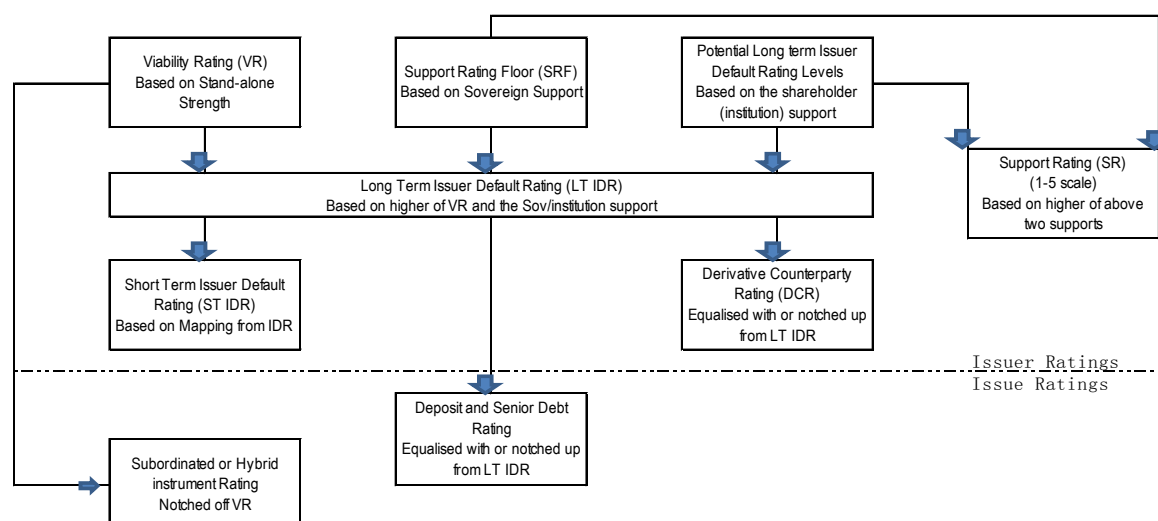 Viability Rating (VR)
Based on Stand-alone
Strength
Support Rating Floor (SRF)
Based on Sovereign Support
Potential Long term Issuer
Default Rating Levels
Based on the shareholder
(institution) support
Support Rating (SR)
(1-5 scale)
Based on higher of above
two supports
Long Term Issuer Default Rating (LT IDR)
Based on higher of VR and the Sov/institution support
Short Term Issuer Default
Rating (ST IDR)
Based on Mapping from IDR
Derivative Counterparty
Rating (DCR)
Equalised with or notched up
from LT IDR
Issuer Ratings
Issue Ratings
Deposit and Senior Debt
Rating
Equalised with or notched up
from LT IDR
Subordinated or Hybrid
instrument Rating
Notched off VR